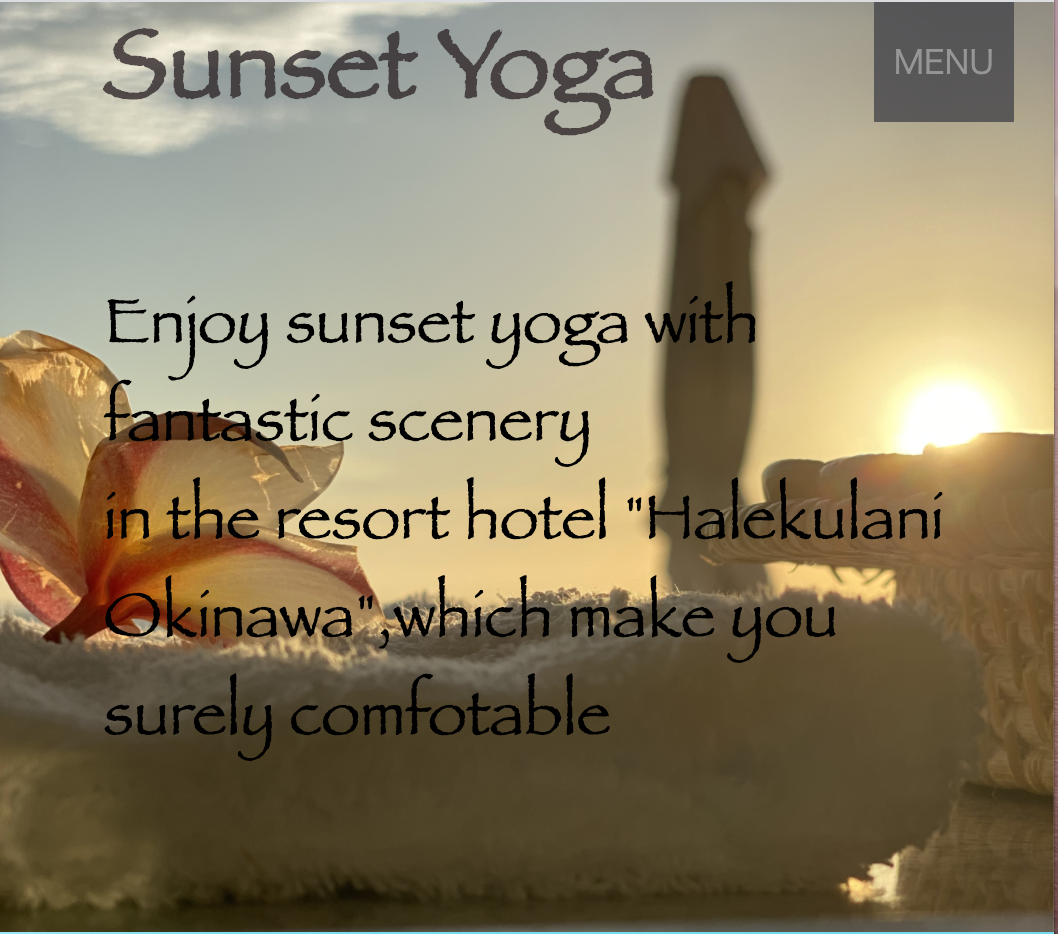 Sunset Yoga
MENU
Enjoy sunset yoga with
fantastic scenery
in the resort hotel "Halekulani
Okinawa",which make you
surely comfotable